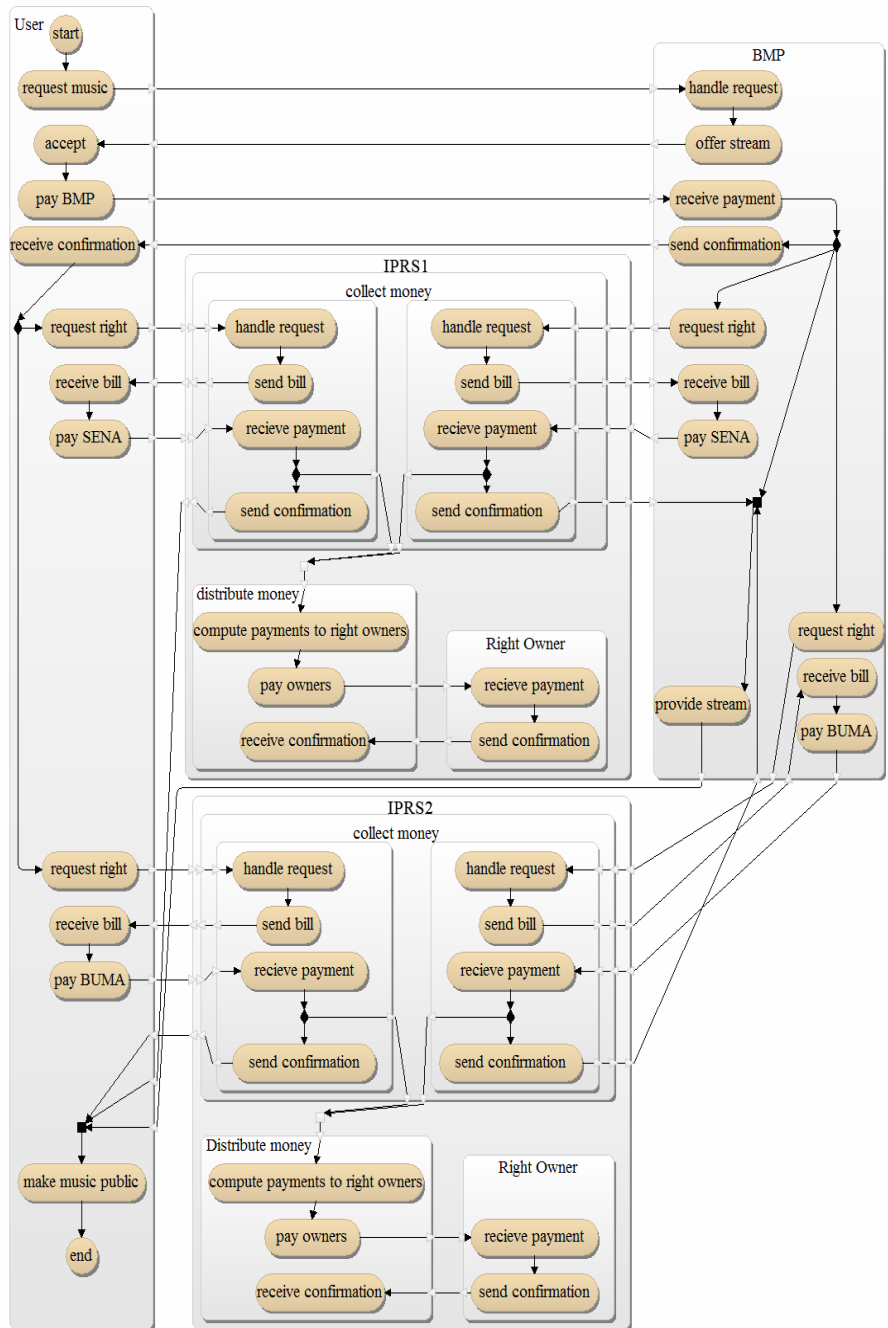 User
start
BMP
request music
handle request
accept
offer stream
pay BMP
receive payment
receive confirmation
send confirmation
IPRS1
collect money
request right
handle request
handle request
request right
receive bill
send bill
send bill
receive bill
pay SENA
recieve payment
recieve payment
pay SENA
send confirmation
send confirmation
distribute money
compute payments to right owners
request right
Right Owner
pay owners
recieve payment
receive bill
provide stream
receive confirmation
send confirmation
pay BUMA
IPRS2
collect money
request right
handle request
handle request
receive bill
send bill
send bill
pay BUMA
recieve payment
recieve payment
send confirmation
send confirmation
Distribute money
Right Owner
make music public
compute payments to right owners
pay owners
recieve payment
end
receive confirmation
send confirmation